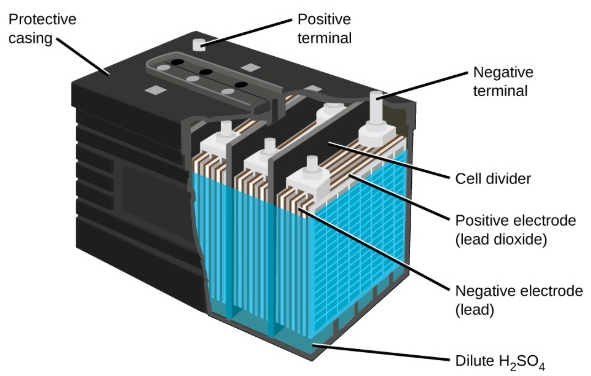 Protective
casing
Positive
terminal
Negative
terminal
Cell divider
Positive electrode
(lead dioxide)
Negative electrode
(lead)
Dilute H₂SO₄